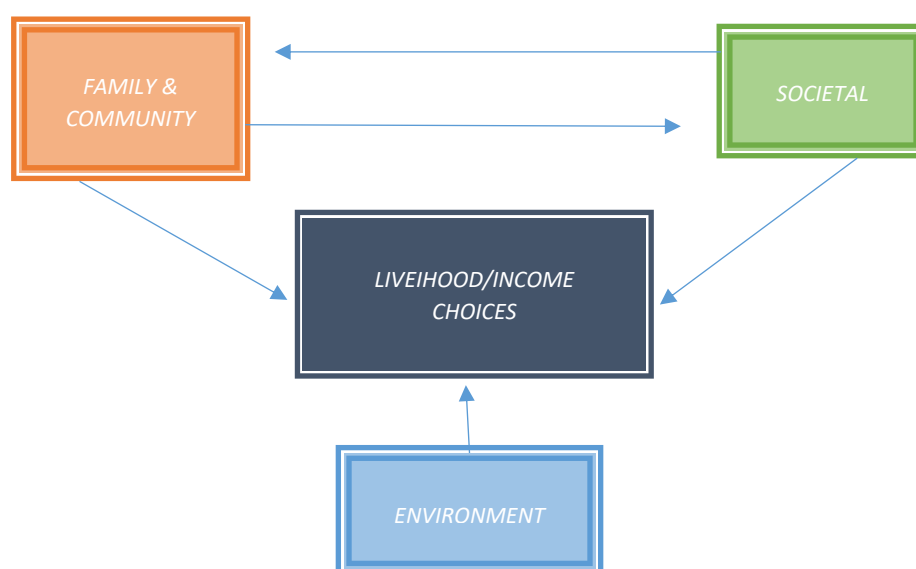 FAMILY &
COMMUNITY
SOCIETAL
LIVEIHOOD/INCOME
CHOICES
ENVIRONMENT